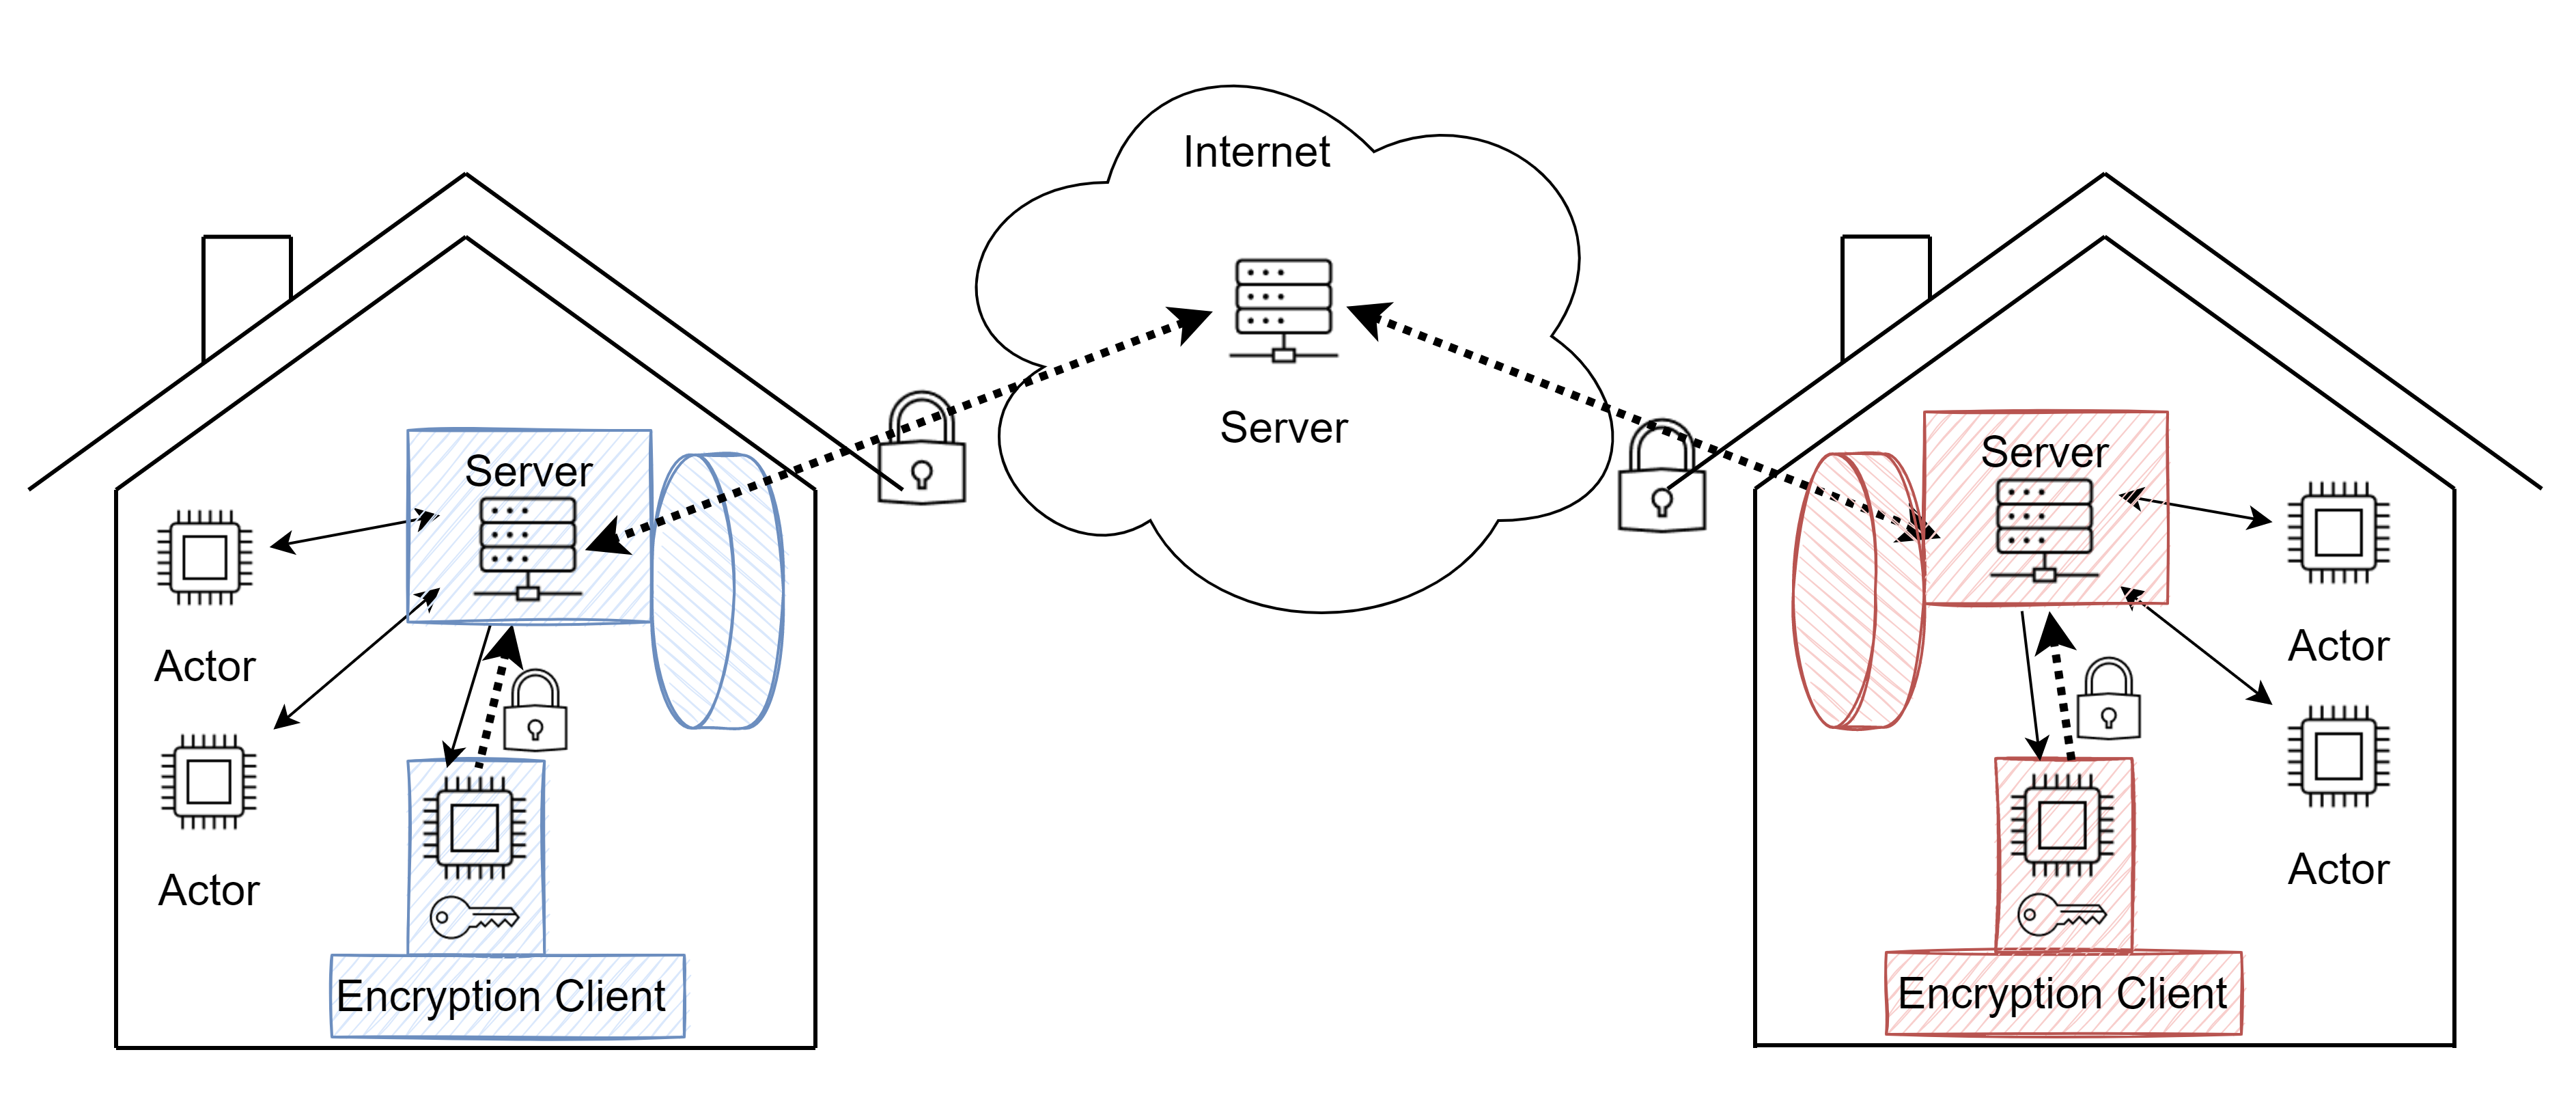 Internet
Server
Server
Actor
Actor
Encryption Client
Server
Actor
Actor
Encryption Client